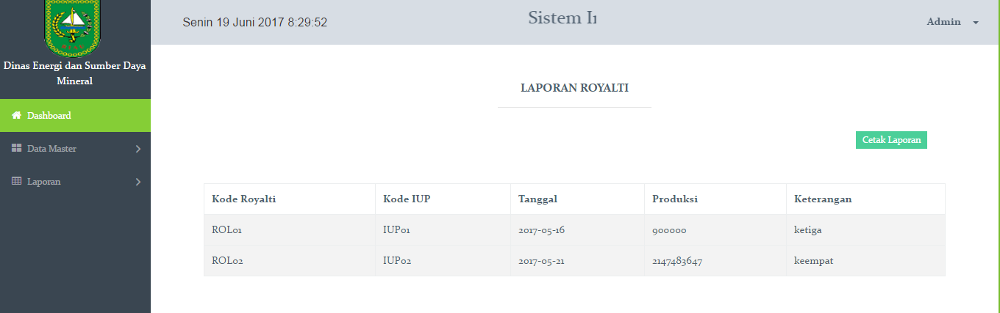 Senin 19 Juni 2017 8:29:52
Sistem
Admin
Dinas Energi dan Sumber Daya
Mineral
Dashboard
Data Master
Laporan
LAPORAN ROYALTI
Cetak Laporan
Kode Royalti Kode IUP Tanggal Produksi Keterangan
ROL01 IUP01 2017-05-16 900000 ketiga
ROL02 IUP02 2017-05-21 2147483647 keempat